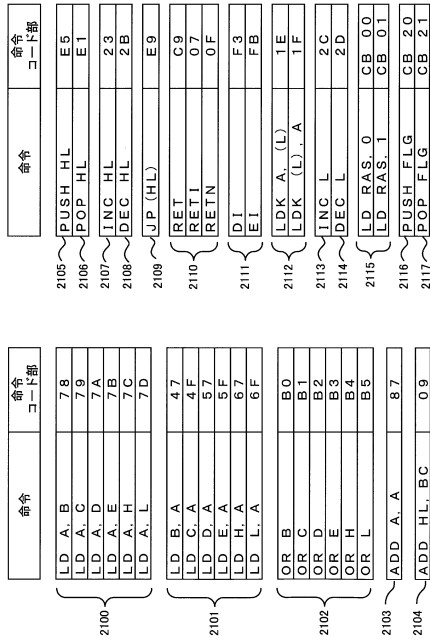 命令 命令コード部
2100
LD A, B 78
LD A, C 79
LD A, D 7A
LD A, E 7B
LD A, H 7C
LD A, L 7D
2101
LD B, A 47
LD C, A 4F
LD D, A 57
LD E, A 5F
LD H, A 67
LD L, A 6F
2102
OR B B0
OR C B1
OR D B2
OR E B3
OR H B4
OR L B5
2103 ADD A, A 87
2104 ADD HL, BC 09
命令 命令コード部
2105 PUSH HL E5
2106 POP HL E1
2107 INC HL 23
2108 DEC HL 2B
2109 JP (HL) E9
2110
RET C9
RETI 07
RETN 0F
2111
DI F3
EI FB
2112
LDK A, (L) 1E
LDK (L), A 1F
2113 INC L 2C
2114 DEC L 2D
2115
LD RAS, 0 CB 00
LD RAS, 1 CB 01
2116 PUSH FLG CB 20
2117 POP FLG CB 21